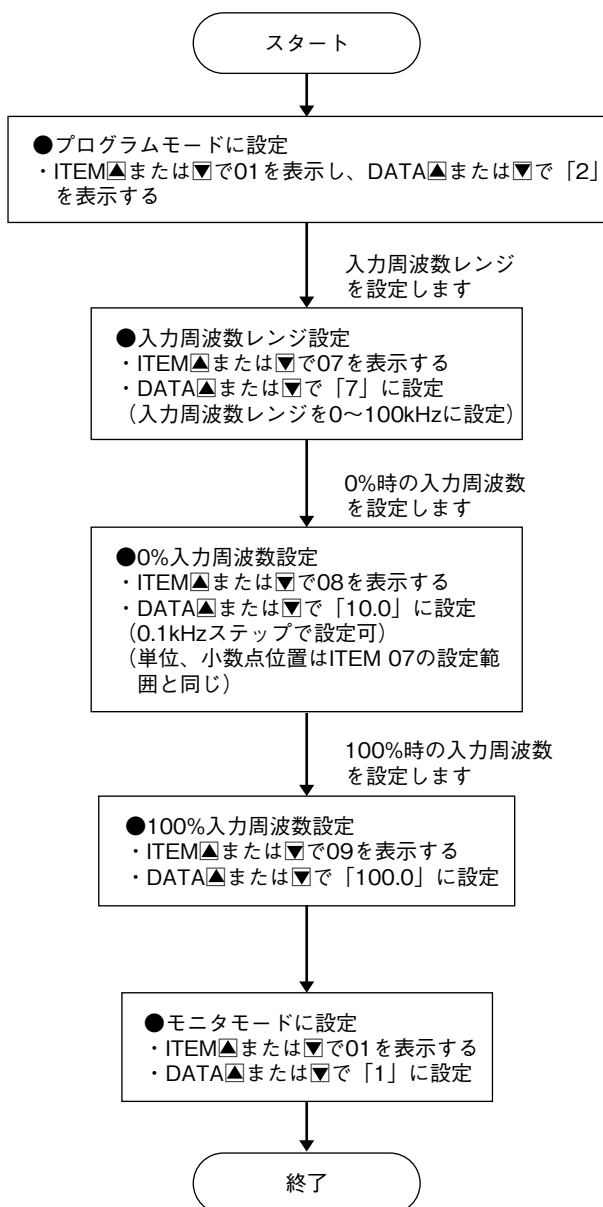 スタート
●プログラムモードに設定
・ITEM▲または▼で01を表示し、DATA▲または▼で「2」
を表示する
入力周波数レンジ
を設定します
●入力周波数レンジ設定
・ITEM▲または▼で07を表示する
・DATA▲または▼で「7」に設定
(入力周波数レンジを0〜100kHzに設定)
0%時の入力周波数
を設定します
●0%入力周波数設定
・ITEM▲または▼で08を表示する
・DATA▲または▼で「10.0」に設定
(0.1kHzステップで設定可)
(単位、小数点位置はITEM 07の設定範
囲と同じ)
100%時の入力周波数
を設定します
●100%入力周波数設定
・ITEM▲または▼で09を表示する
・DATA▲または▼で「100.0」に設定
●モニタモードに設定
・ITEM▲または▼で01を表示する
・DATA▲または▼で「1」に設定
終了